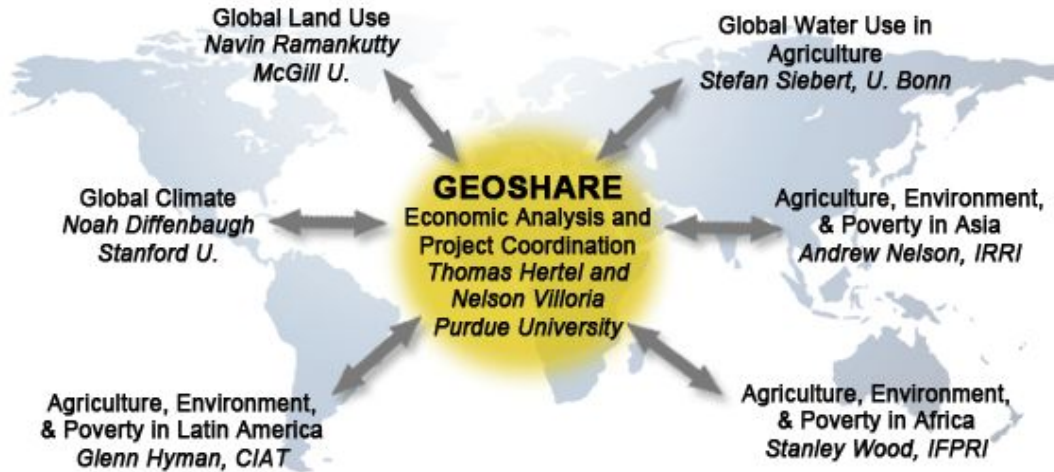 Global Land Use
Navin Ramankutty
McGill U.
Global Water Use in
Agriculture
Stefan Siebert, U. Bonn
Global Climate
Noah Diffenbaugh
Stanford U.
GEOSHARE
Economic Analysis and
Project Coordination
Thomas Hertel and
Nelson Villoria
Purdue University
Agriculture, Environment,
& Poverty in Asia
Andrew Nelson, IRRI
Agriculture, Environment,
& Poverty in Latin America
Glenn Hyman, CIAT
Agriculture, Environment,
& Poverty in Africa
Stanley Wood, IFPRI